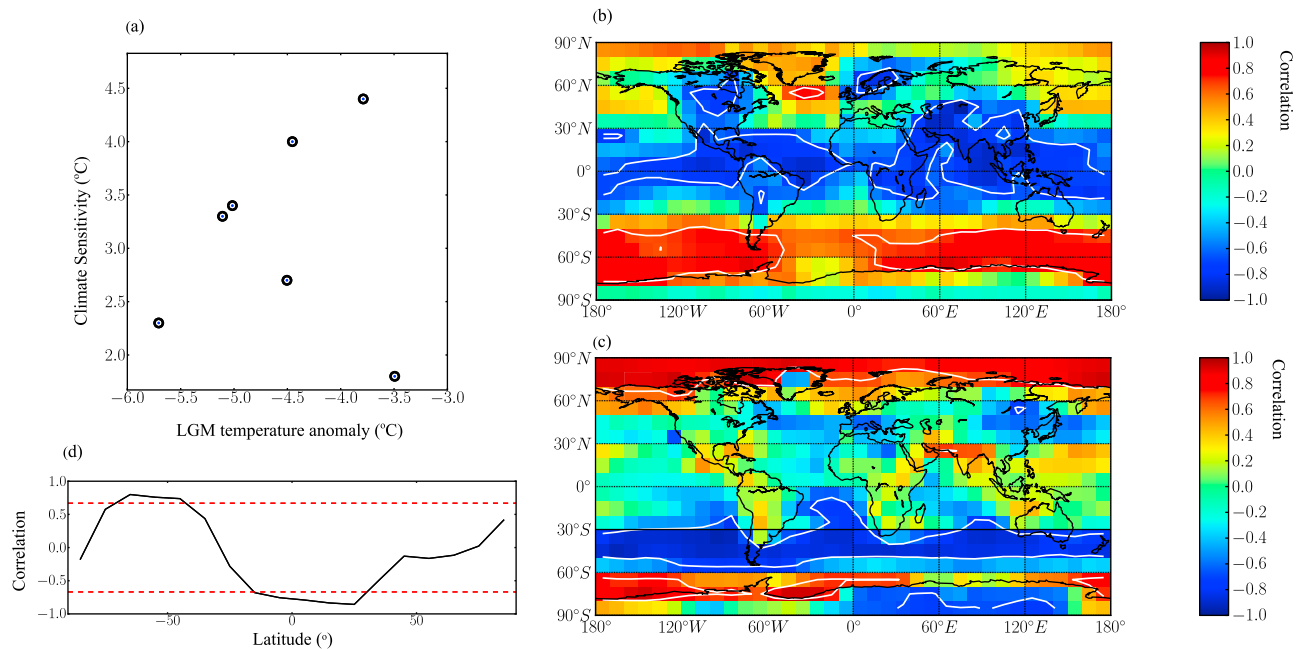 (a)
4.5
4.0
3.5
3.0
2.5
2.0
Climate Sensitivity (°C)
−6.0 −5.5 −5.0 −4.5 −4.0 −3.5 −3.0
LGM temperature anomaly (°C)
(b)
90°N
60°N
30°N
0°
30°S
60°S
90°S
180° 120°W 60°W 0° 60°E 120°E 180°
1.0
0.8
0.6
0.4
0.2
0.0
−0.2
−0.4
−0.6
−0.8
−1.0
Correlation
(c)
90°N
60°N
30°N
0°
30°S
60°S
90°S
180° 120°W 60°W 0° 60°E 120°E 180°
1.0
0.8
0.6
0.4
0.2
0.0
−0.2
−0.4
−0.6
−0.8
−1.0
Correlation
(d)
1.0
0.5
0.0
−0.5
−1.0
Correlation
−50 0 50
Latitude (°)